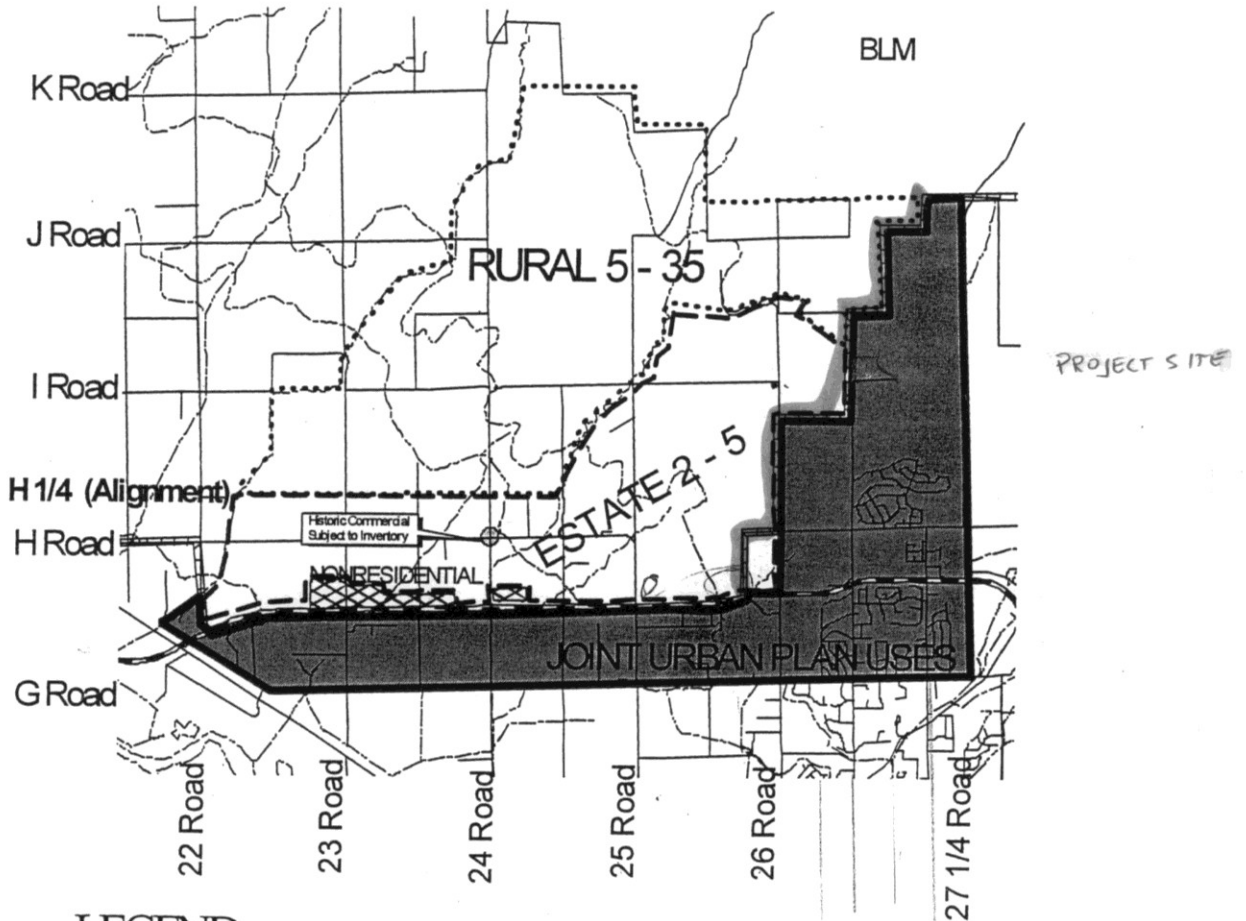 BLM
K Road
J Road
RURAL 5 - 35
PROJECT SITE
I Road
ESTATE 2 - 5
H 1/4 (Alignment)
Historic Commercial
Subject to Inventory
H Road
NONRESIDENTIAL
JOINT URBAN PLAN USES
G Road
22 Road
23 Road
24 Road
25 Road
26 Road
27 1/4 Road
LEGEND